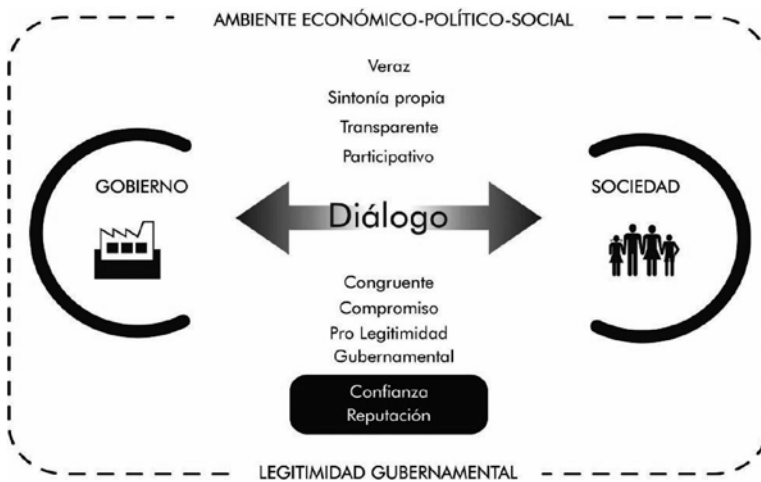 AMBIENTE ECONÓMICO-POLÍTICO-SOCIAL
Veraz
Sintonía propia
Transparente
Participativo
GOBIERNO
Diálogo
SOCIEDAD
Congruente
Compromiso
Pro Legitimidad
Gubernamental
Confianza
Reputación
LEGITIMIDAD GUBERNAMENTAL